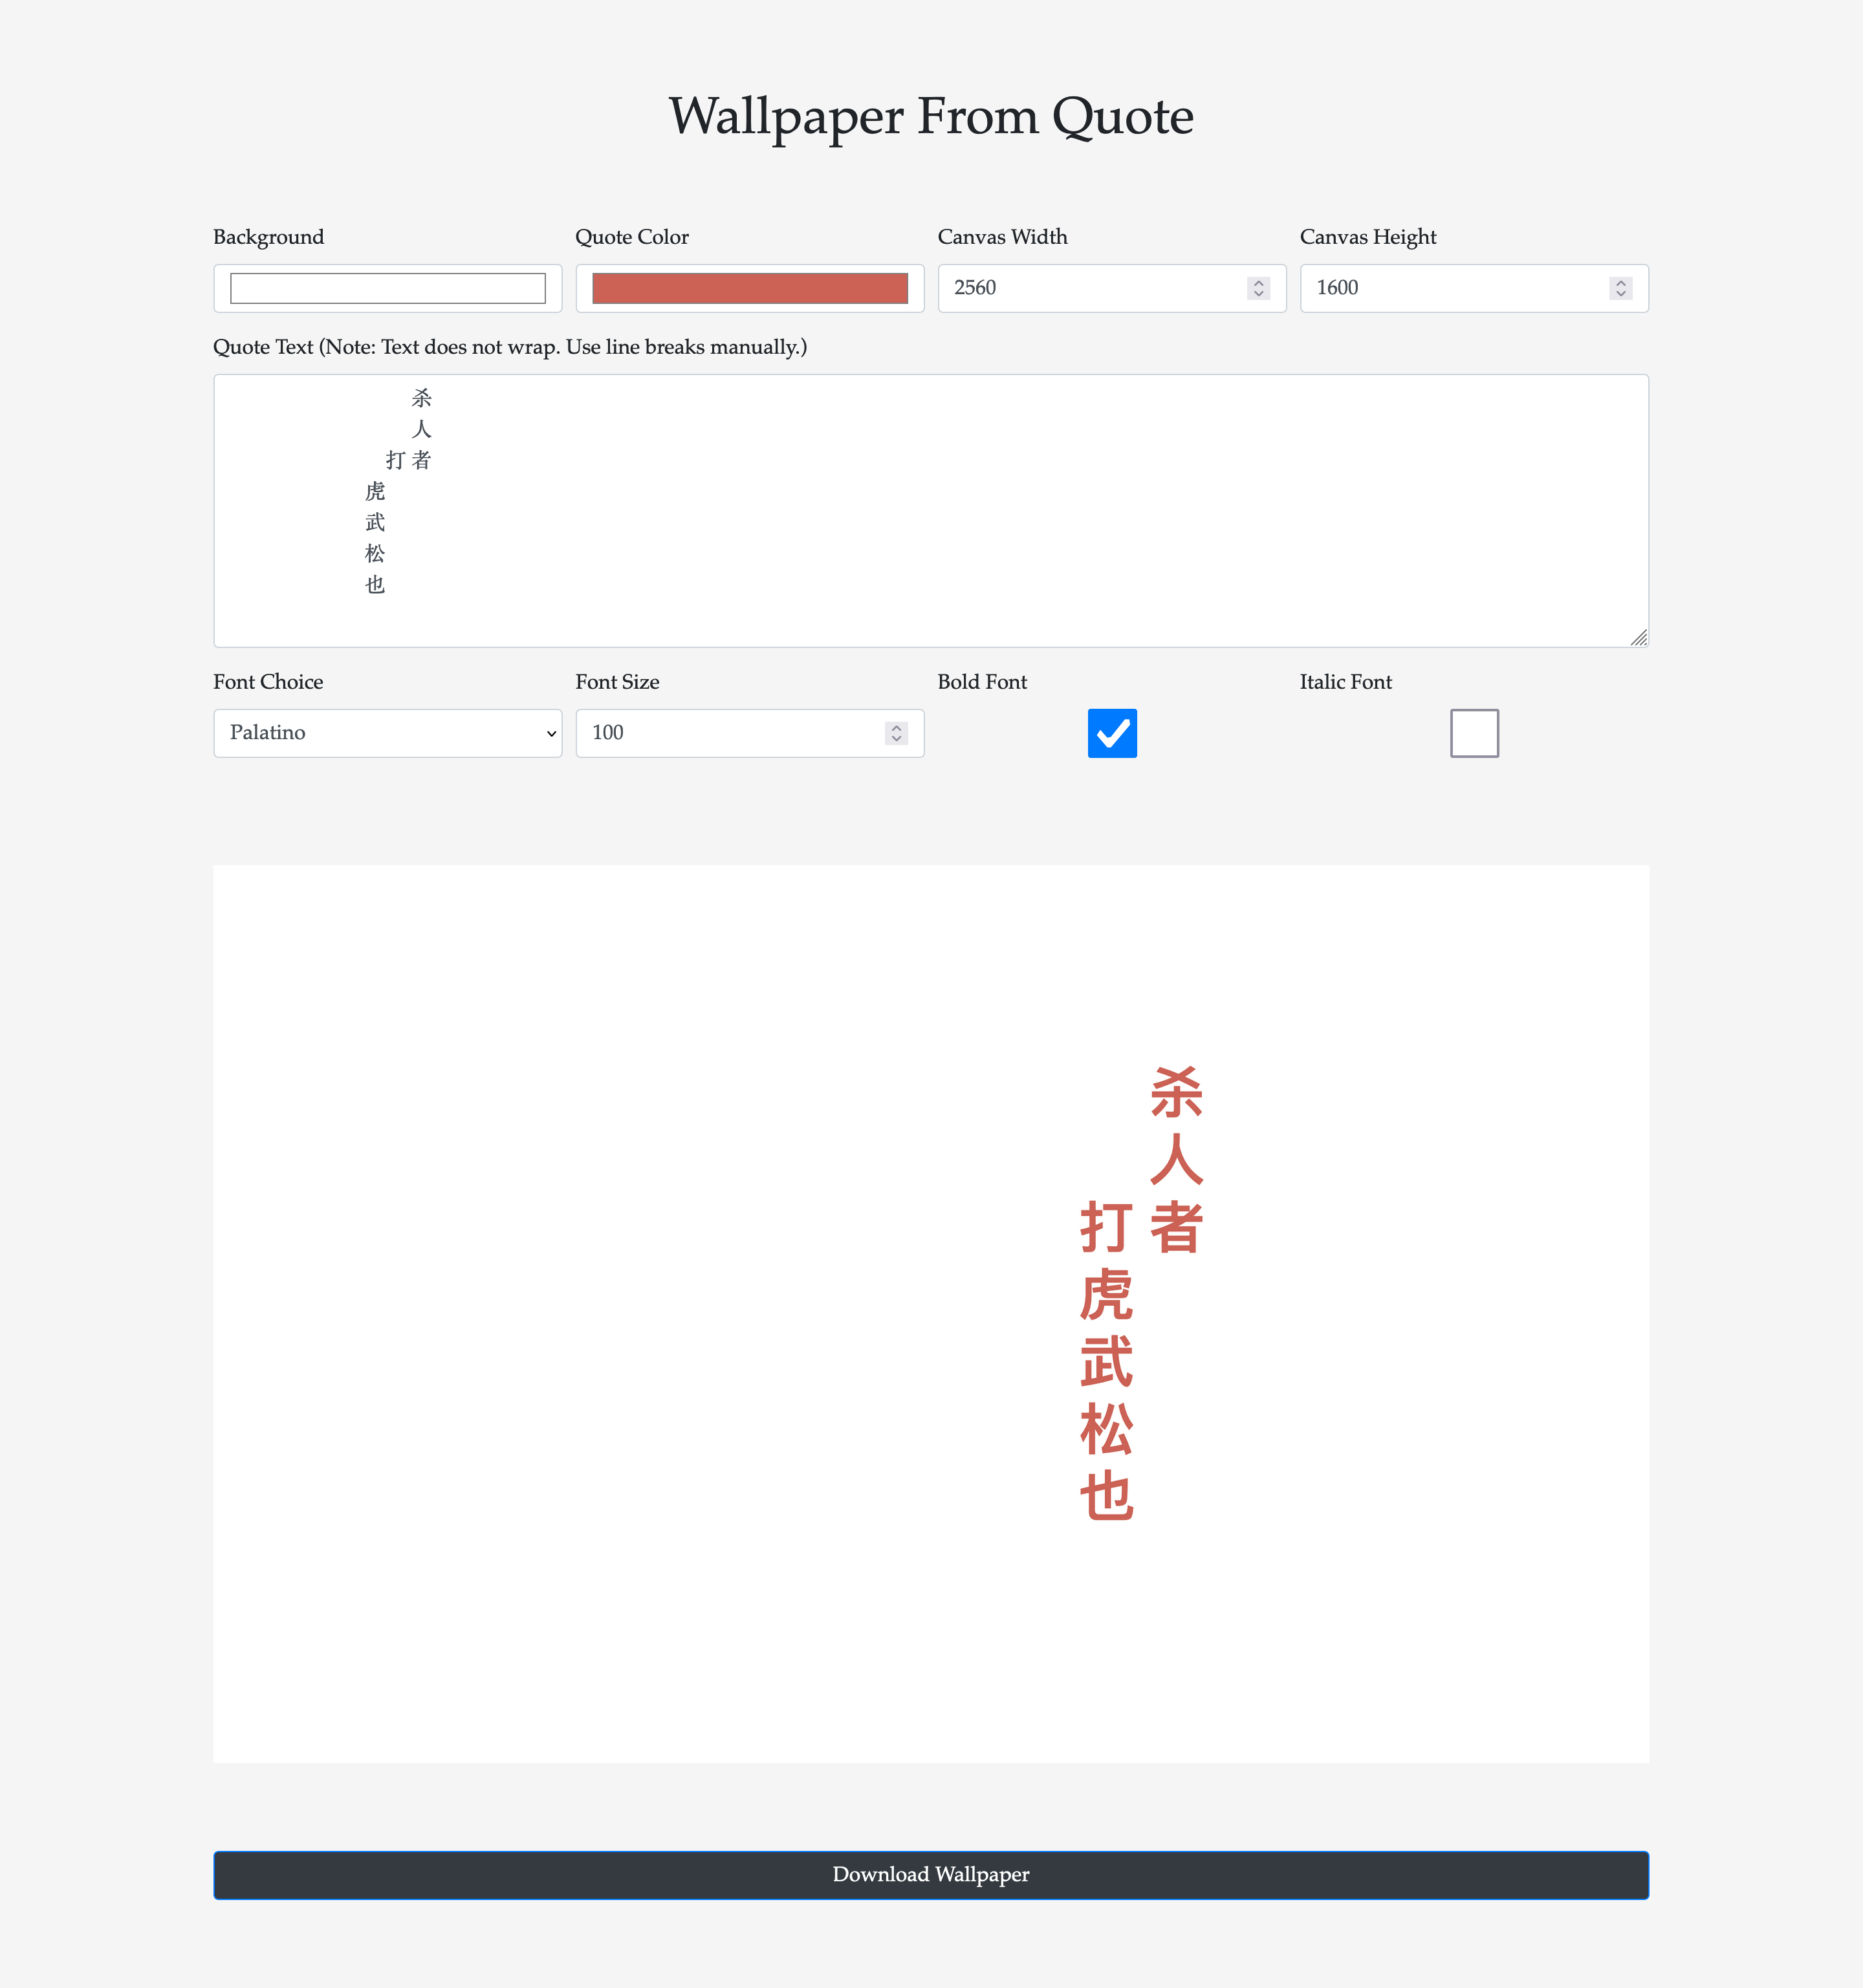 Wallpaper From Quote
Background
Quote Color
Canvas Width
Canvas Height
2560
1600
Quote Text (Note: Text does not wrap. Use line breaks manually.)
杀
人
打 者
虎
武
松
也
Font Choice
Font Size
Bold Font
Italic Font
Palatino
100
杀人者
打虎武松也
Download Wallpaper